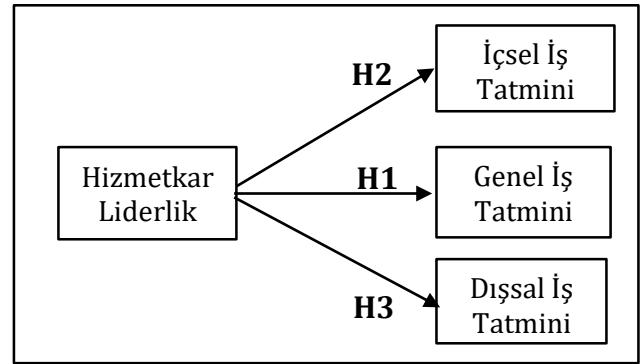 İçsel İş
Tatmini
H2
Hizmetkar
Liderlik
H1
Genel İş
Tatmini
H3
Dışsal İş
Tatmini